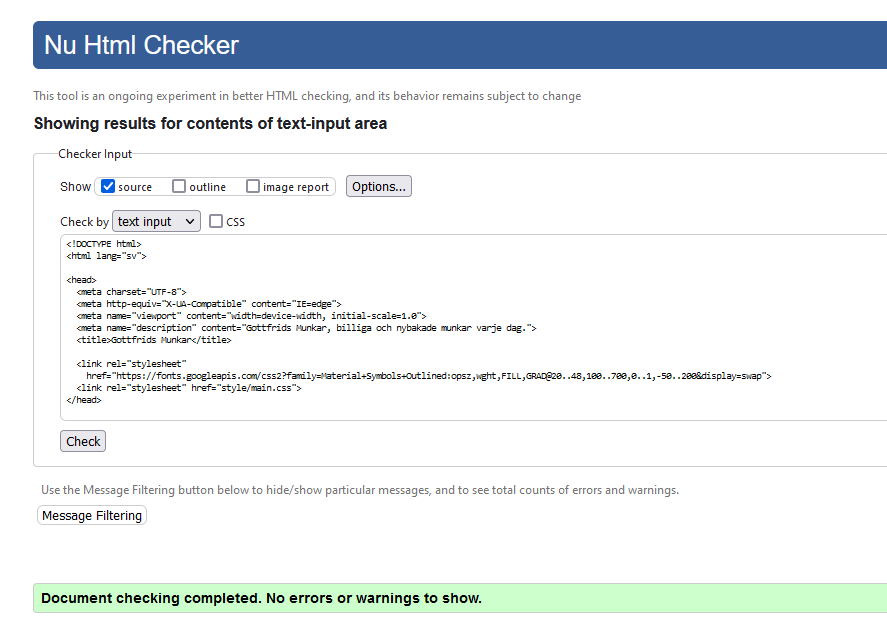 Nu Html Checker
This tool is an ongoing experiment in better HTML checking, and its behavior remains subject to change
Showing results for contents of text-input area
Checker Input
Show source outline image report Options...
Check by text input CSS
<!DOCTYPE html>
<html lang="sv">
<head>
<meta charset="UTF-8">
<meta http-equiv="X-UA-Compatible" content="IE=edge">
<meta name="viewport" content="width=device-width, initial-scale=1.0">
<meta name="description" content="Gottfrids Munkar, billiga och nybakade munkar varje dag.">
<title>Gottfrids Munkar</title>
<link rel="stylesheet"
href="https://fonts.googleapis.com/css2?family=Material+Symbols+Outlined:opsz,wght,FILL,GRAD@20..48,100..700,0..1,-50..200&display=swap">
<link rel="stylesheet" href="style/main.css">
</head>
Check
Use the Message Filtering button below to hide/show particular messages, and to see total counts of errors and warnings.
Message Filtering
Document checking completed. No errors or warnings to show.